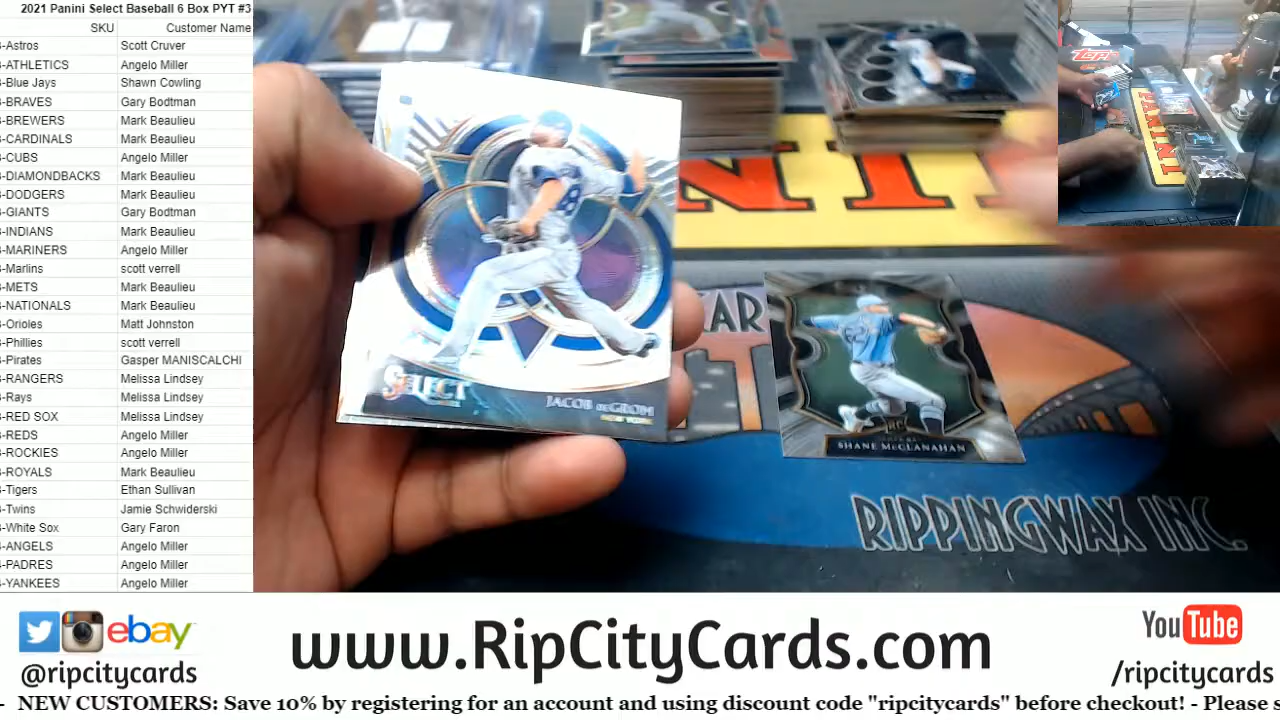 2021 Panini Select Baseball 6 Box PYT #3
SKU Customer Name
-Astros Scott Cruver
-ATHLETICS Angelo Miller
-Blue Jays Shawn Cowling
-BRAVES Gary Bodtman
-BREWERS Mark Beaulieu
-CARDINALS Mark Beaulieu
-CUBS Angelo Miller
-DIAMONDBACKS Mark Beaulieu
-DODGERS Mark Beaulieu
-GIANTS Gary Bodtman
-INDIANS Mark Beaulieu
-MARINERS Angelo Miller
-Marlins scott verrell
-METS Mark Beaulieu
-NATIONALS Mark Beaulieu
-Orioles Matt Johnston
-Phillies scott verrell
-Pirates Gasper MANISCALCHI
-RANGERS Melissa Lindsey
-Rays Melissa Lindsey
-RED SOX Melissa Lindsey
-REDS Angelo Miller
-ROCKIES Angelo Miller
-ROYALS Mark Beaulieu
-Tigers Ethan Sullivan
-Twins Jamie Schwiderski
-White Sox Gary Faron
-ANGELS Angelo Miller
-PADRES Angelo Miller
-YANKEES Angelo Miller
SELECT
JACOB deGROM
NEW YORK
RC
SHANE McCLANAHAN
RIPPINGWAX INC.
PANINI
ebay
@ripcitycards
www.RipCityCards.com
YouTube
/ripcitycards
- NEW CUSTOMERS: Save 10% by registering for an account and using discount code "ripcitycards" before checkout! - Please s